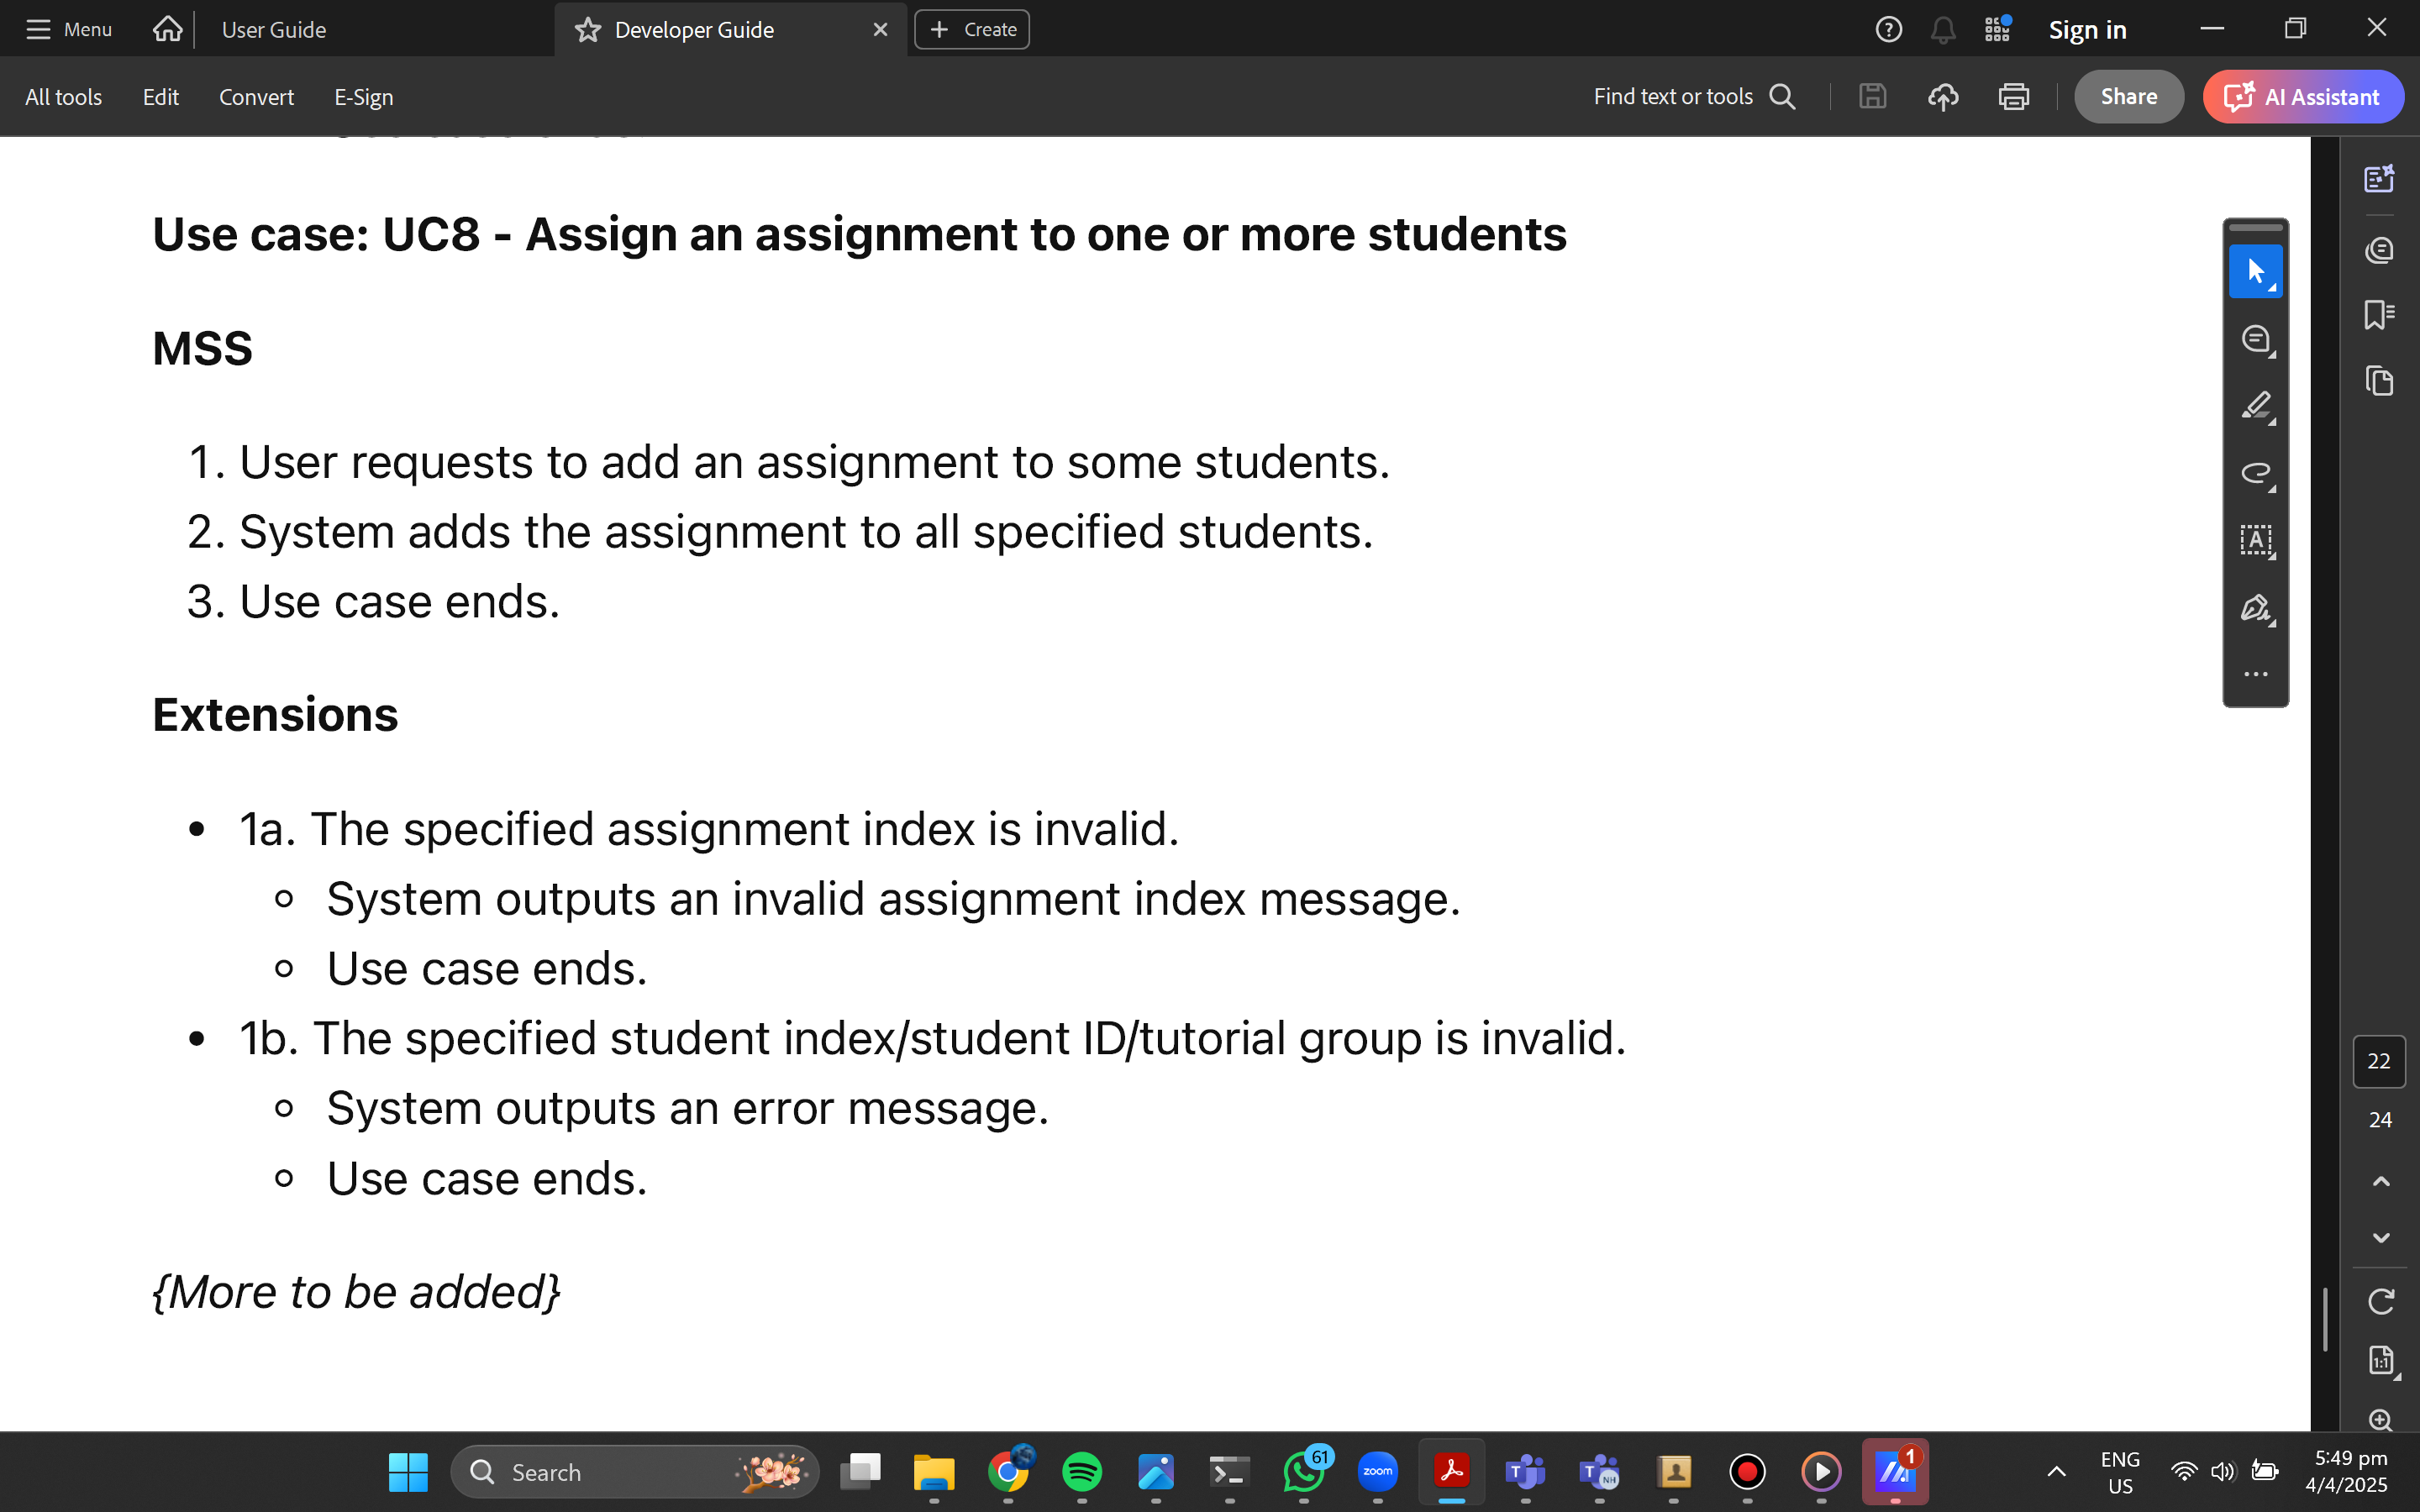 Menu
User Guide
Developer Guide
Create
Sign in
All tools
Edit
Convert
E-Sign
Find text or tools
Share
AI Assistant
Use case: UC8 - Assign an assignment to one or more students
MSS
1. User requests to add an assignment to some students.
2. System adds the assignment to all specified students.
3. Use case ends.
Extensions
• 1a. The specified assignment index is invalid.
◦ System outputs an invalid assignment index message.
◦ Use case ends.
• 1b. The specified student index/student ID/tutorial group is invalid.
◦ System outputs an error message.
◦ Use case ends.
{More to be added}
22
24
1:1
Search
61
zoom
T
T
NH
1
ENG
US
5:49 pm
4/4/2025